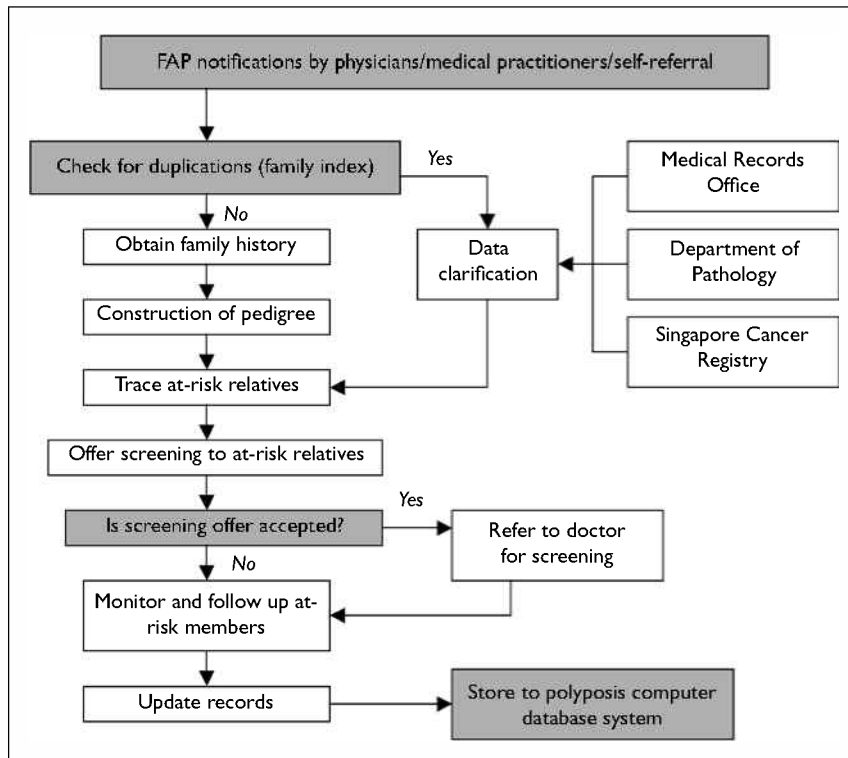 FAP notifications by physicians/medical practitioners/self-referral
Check for duplications (family index)
Yes
No
Medical Records
Office
Obtain family history
Data
clarification
Department of
Pathology
Construction of pedigree
Singapore Cancer
Registry
Trace at-risk relatives
Offer screening to at-risk relatives
Is screening offer accepted?
Yes
No
Refer to doctor
for screening
Monitor and follow up at-
risk members
Update records
Store to polyposis computer
database system